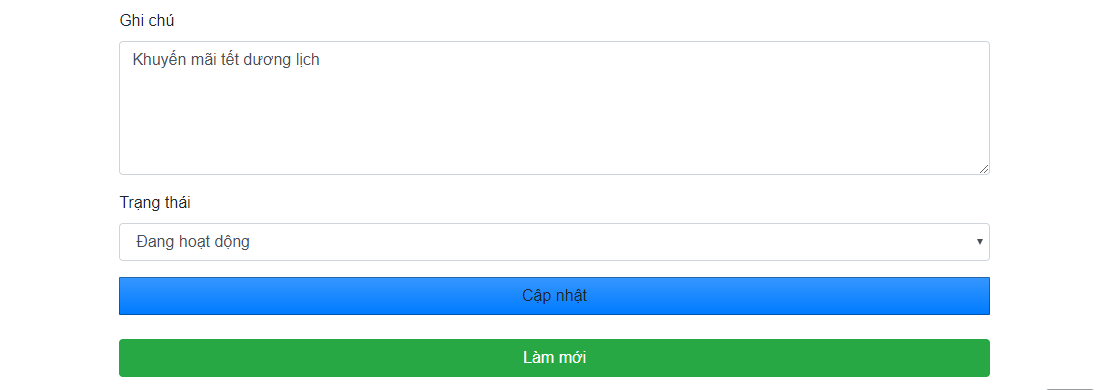 Ghi chú
Khuyến mãi tết dương lịch
Trạng thái
Đang hoạt dộng
Cập nhật
Làm mới